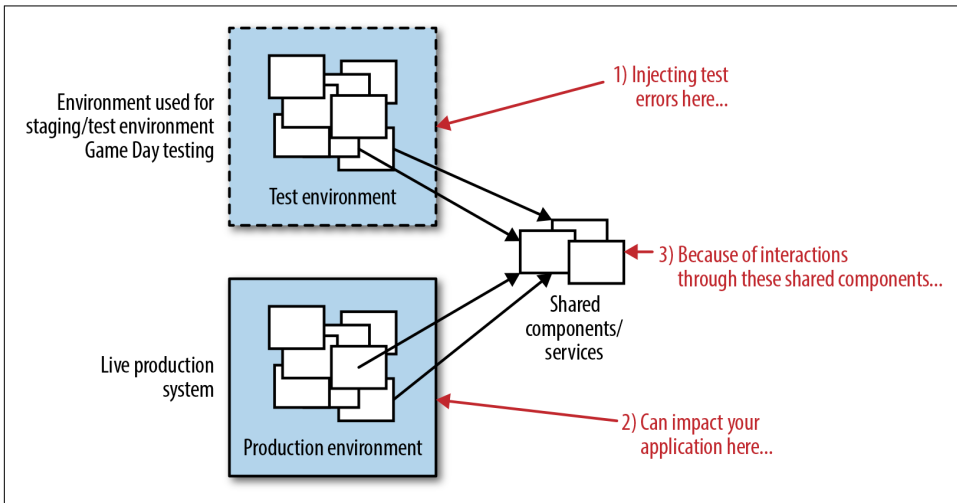 Environment used for
staging/test environment
Game Day testing
Test environment
1) Injecting test
errors here...
3) Because of interactions
through these shared components...
Shared
components/
services
Live production
system
Production environment
2) Can impact your
application here...